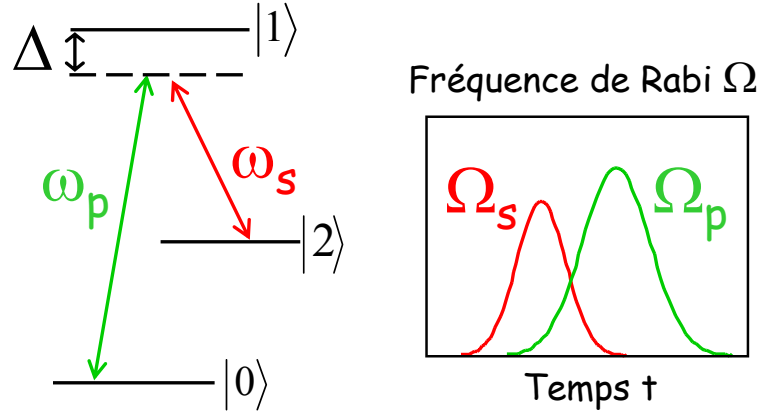 |1⟩
Δ
ωp
ωs
|2⟩
|0⟩
Fréquence de Rabi Ω
Ωs
Ωp
Temps t